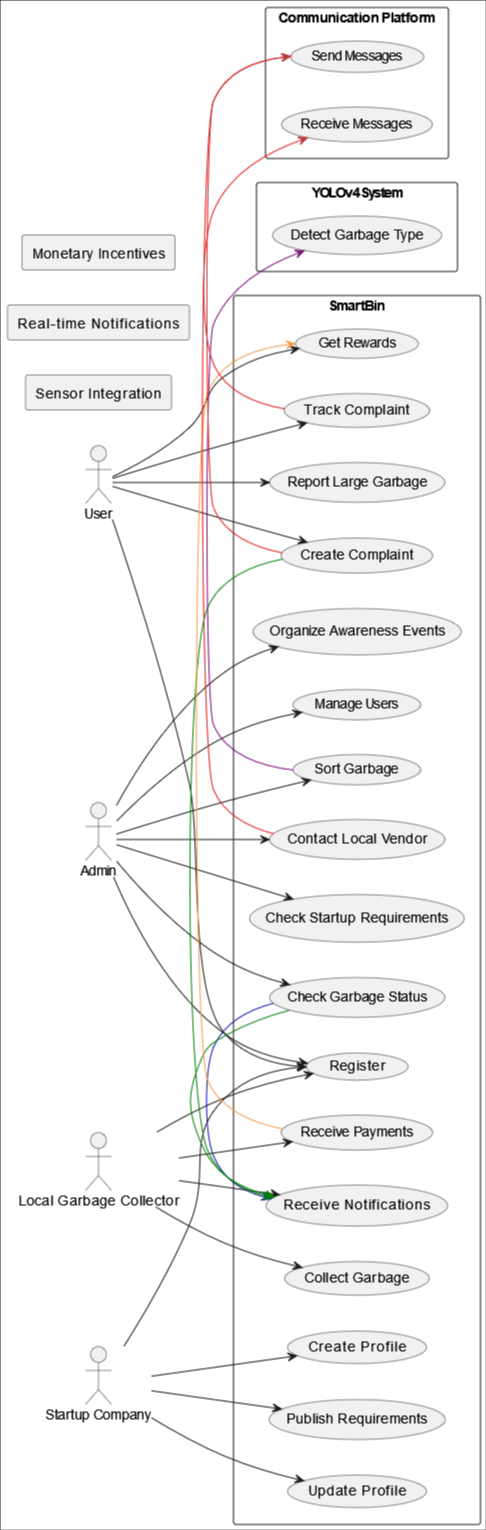 Communication Platform
Send Messages
Receive Messages
YOLOv4System
Detect Garbage Type
Monetary Incentives
Real-time Notifications
Sensor Integration
SmartBin
Get Rewards
Track Complaint
Report Large Garbage
User
Create Complaint
Organize Awareness Events
Manage Users
Sort Garbage
Contact Local Vendor
Admin
Check Startup Requirements
Check Garbage Status
Register
Receive Payments
Local Garbage Collector
Receive Notifications
Collect Garbage
Create Profile
Startup Company
Publish Requirements
Update Profile